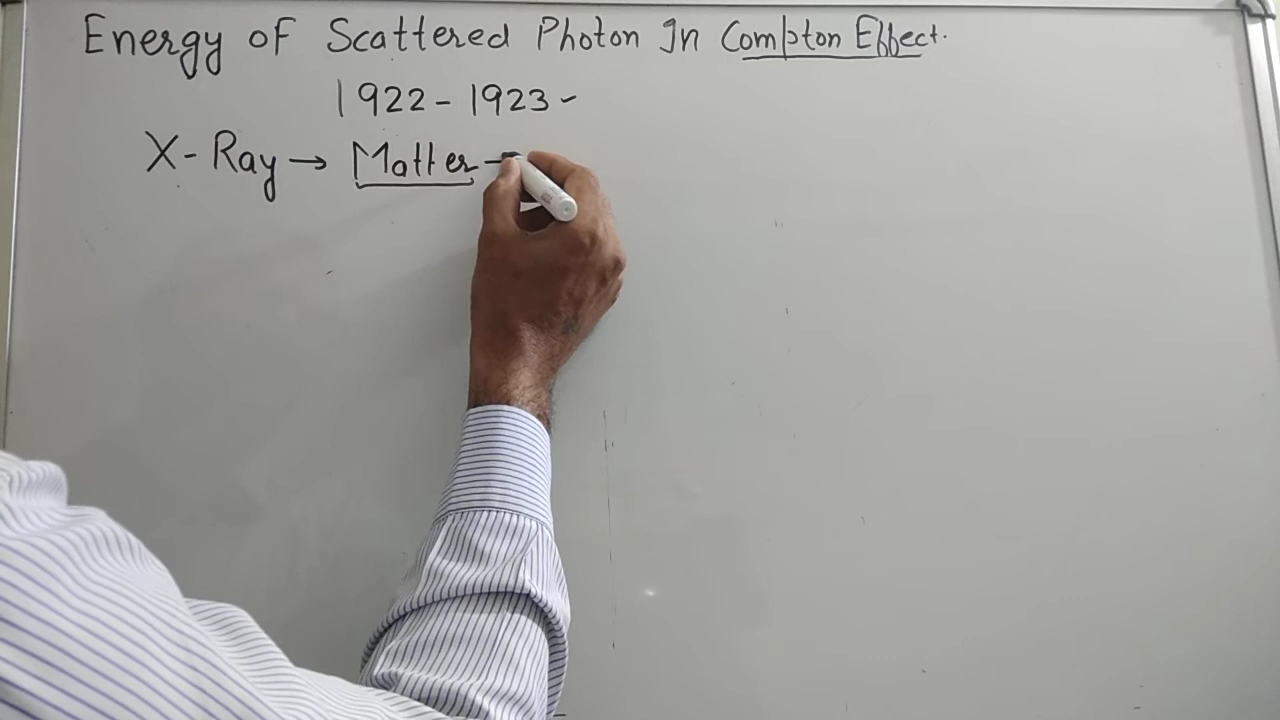 Energy of Scattered Photon In Compton Effect.
1922 - 1923 -
X-Ray → Matter -